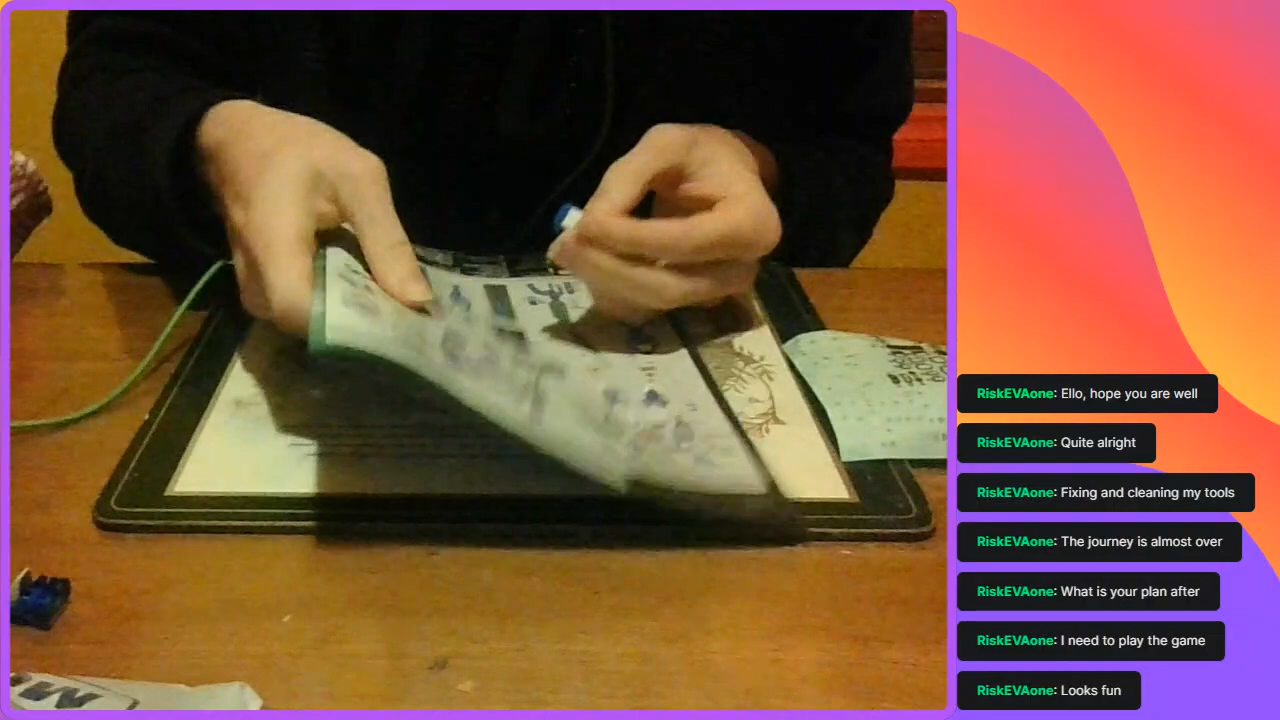 RiskEVAone: Ello, hope you are well
RiskEVAone: Quite alright
RiskEVAone: Fixing and cleaning my tools
RiskEVAone: The journey is almost over
RiskEVAone: What is your plan after
RiskEVAone: I need to play the game
RiskEVAone: Looks fun